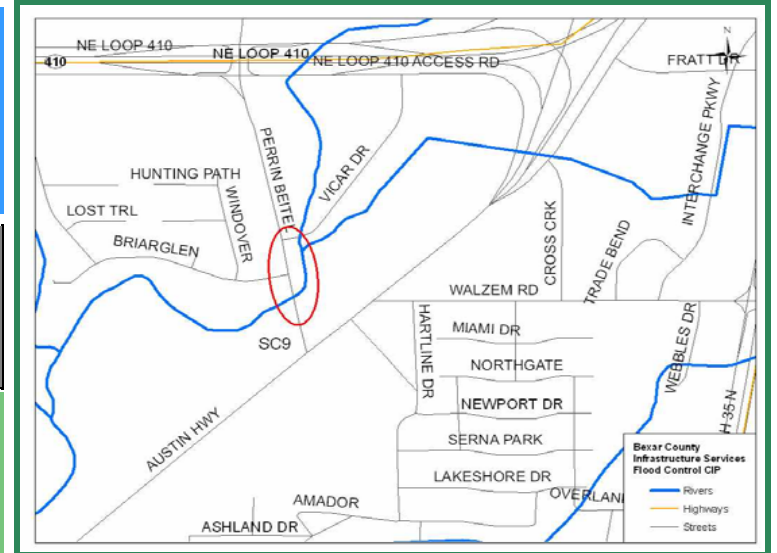 NE LOOP 410
NE LOOP 410
NE LOOP 410 ACCESS RD
410
FRATT DR
N
PERRIN BEITEL
VICAR DR
INTERCHANGE PKWY
HUNTING PATH
WINDOVER
LOST TRL
BRIARGLEN
CROSS CRK
TRADE BEND
WALZEM RD
SC9
HARTLINE DR
MIAMI DR
WEBBLES DR
NORTHGATE
NEWPORT DR
AUSTIN HWY
SERNA PARK
LAKESHORE DR
H 35 N
AMADOR
OVERLAN
ASHLAND DR
Bexar County
Infrastructure Services
Flood Control CIP
Rivers
Highways
Streets